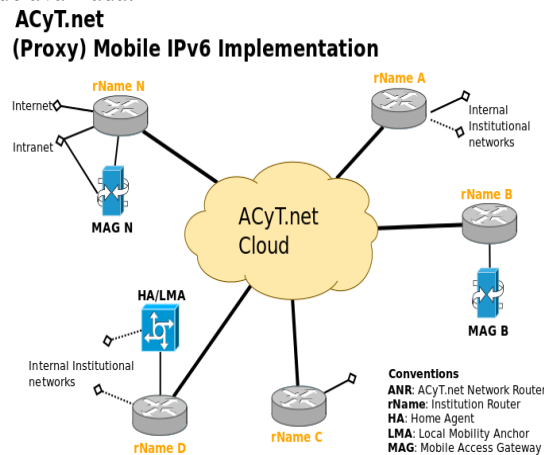 ACyT.net
(Proxy) Mobile IPv6 Implementation
rName N
rName A
Internet
Internal
Institutional
networks
Intranet
MAG N
ACyT.net
Cloud
rName B
MAG B
HA/LMA
Internal Institutional
networks
rName D
rName C
Conventions
ANR: ACyT.net Network Router
rName: Institution Router
HA: Home Agent
LMA: Local Mobility Anchor
MAG: Mobile Access Gateway